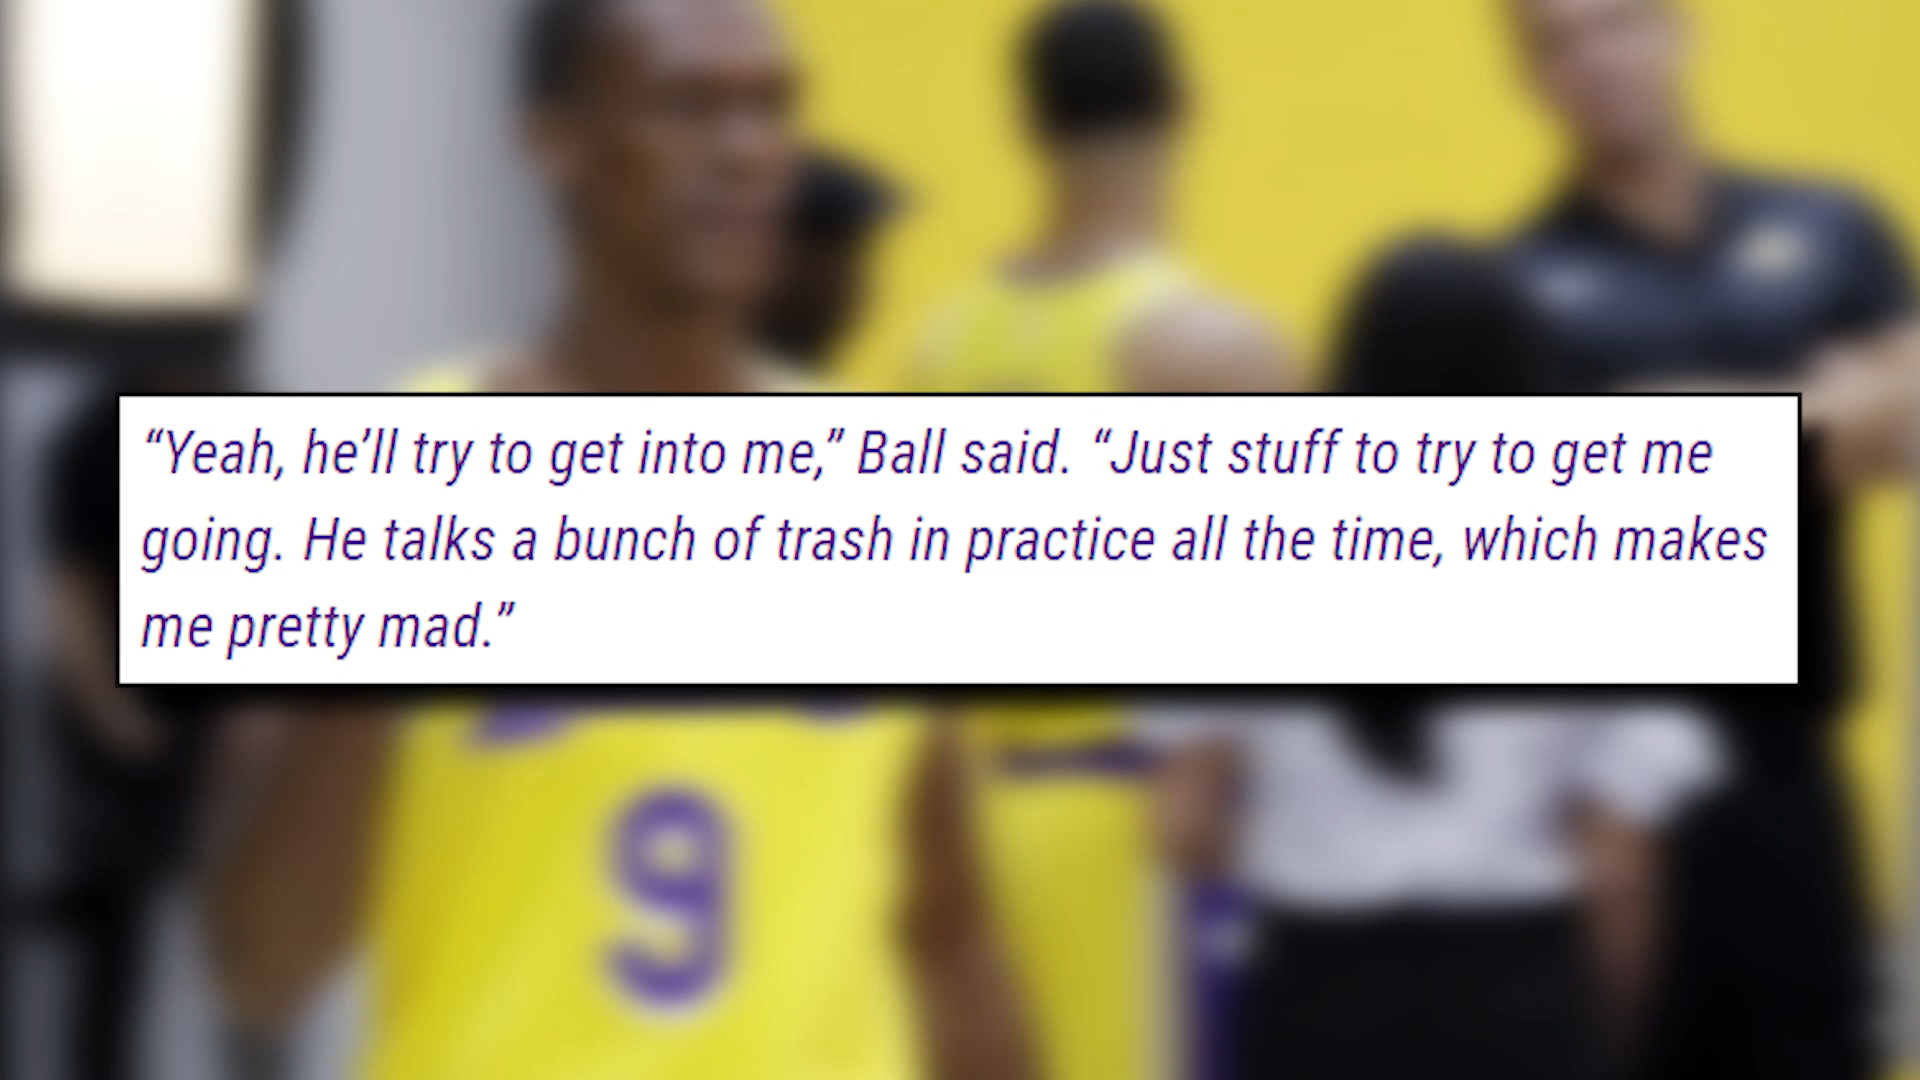 “Yeah, he’ll try to get into me,” Ball said. “Just stuff to try to get me
going. He talks a bunch of trash in practice all the time, which makes
me pretty mad.”
9